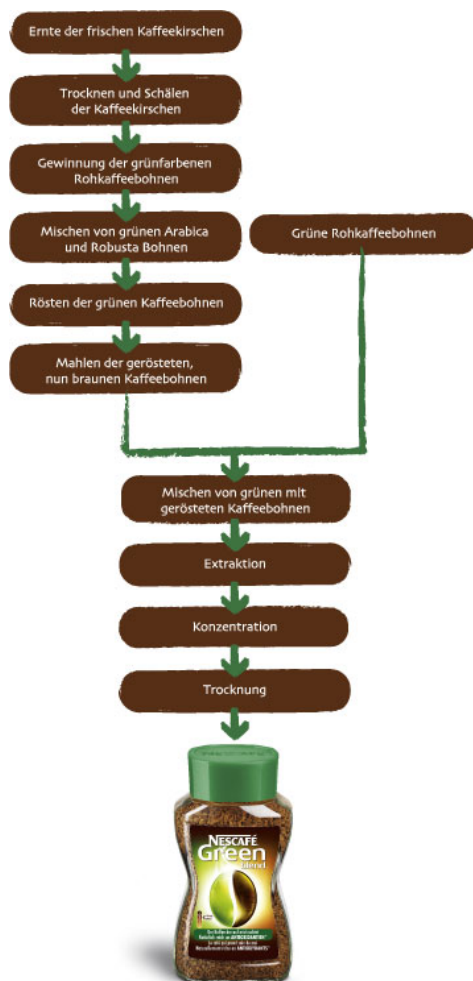 Ernte der frischen Kaffeekirschen
Trocknen und Schälen
der Kaffeekirschen
Gewinnung der grünfarbenen
Rohkaffeebohnen
Mischen von grünen Arabica
und Robusta Bohnen
Grüne Rohkaffeebohnen
Rösten der grünen Kaffeebohnen
Mahlen der gerösteten,
nun braunen Kaffeebohnen
Mischen von grünen mit
gerösteten Kaffeebohnen
Extraktion
Konzentration
Trocknung
NESCAFÉ
Green
blend